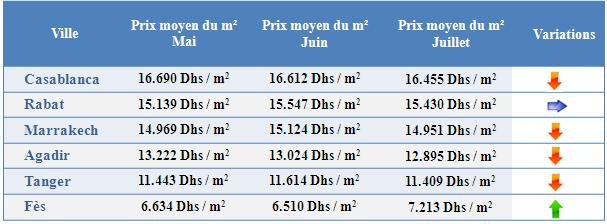 Ville Prix moyen du m² Mai Prix moyen du m² Juin Prix moyen du m² Juillet Variations
Casablanca 16.690 Dhs / m² 16.612 Dhs / m² 16.455 Dhs / m²
Rabat 15.139 Dhs / m² 15.547 Dhs / m² 15.430 Dhs / m²
Marrakech 14.969 Dhs / m² 15.124 Dhs / m² 14.951 Dhs / m²
Agadir 13.222 Dhs / m² 13.024 Dhs / m² 12.895 Dhs / m²
Tanger 11.443 Dhs / m² 11.614 Dhs / m² 11.409 Dhs / m²
Fès 6.634 Dhs / m² 6.510 Dhs / m² 7.213 Dhs / m²